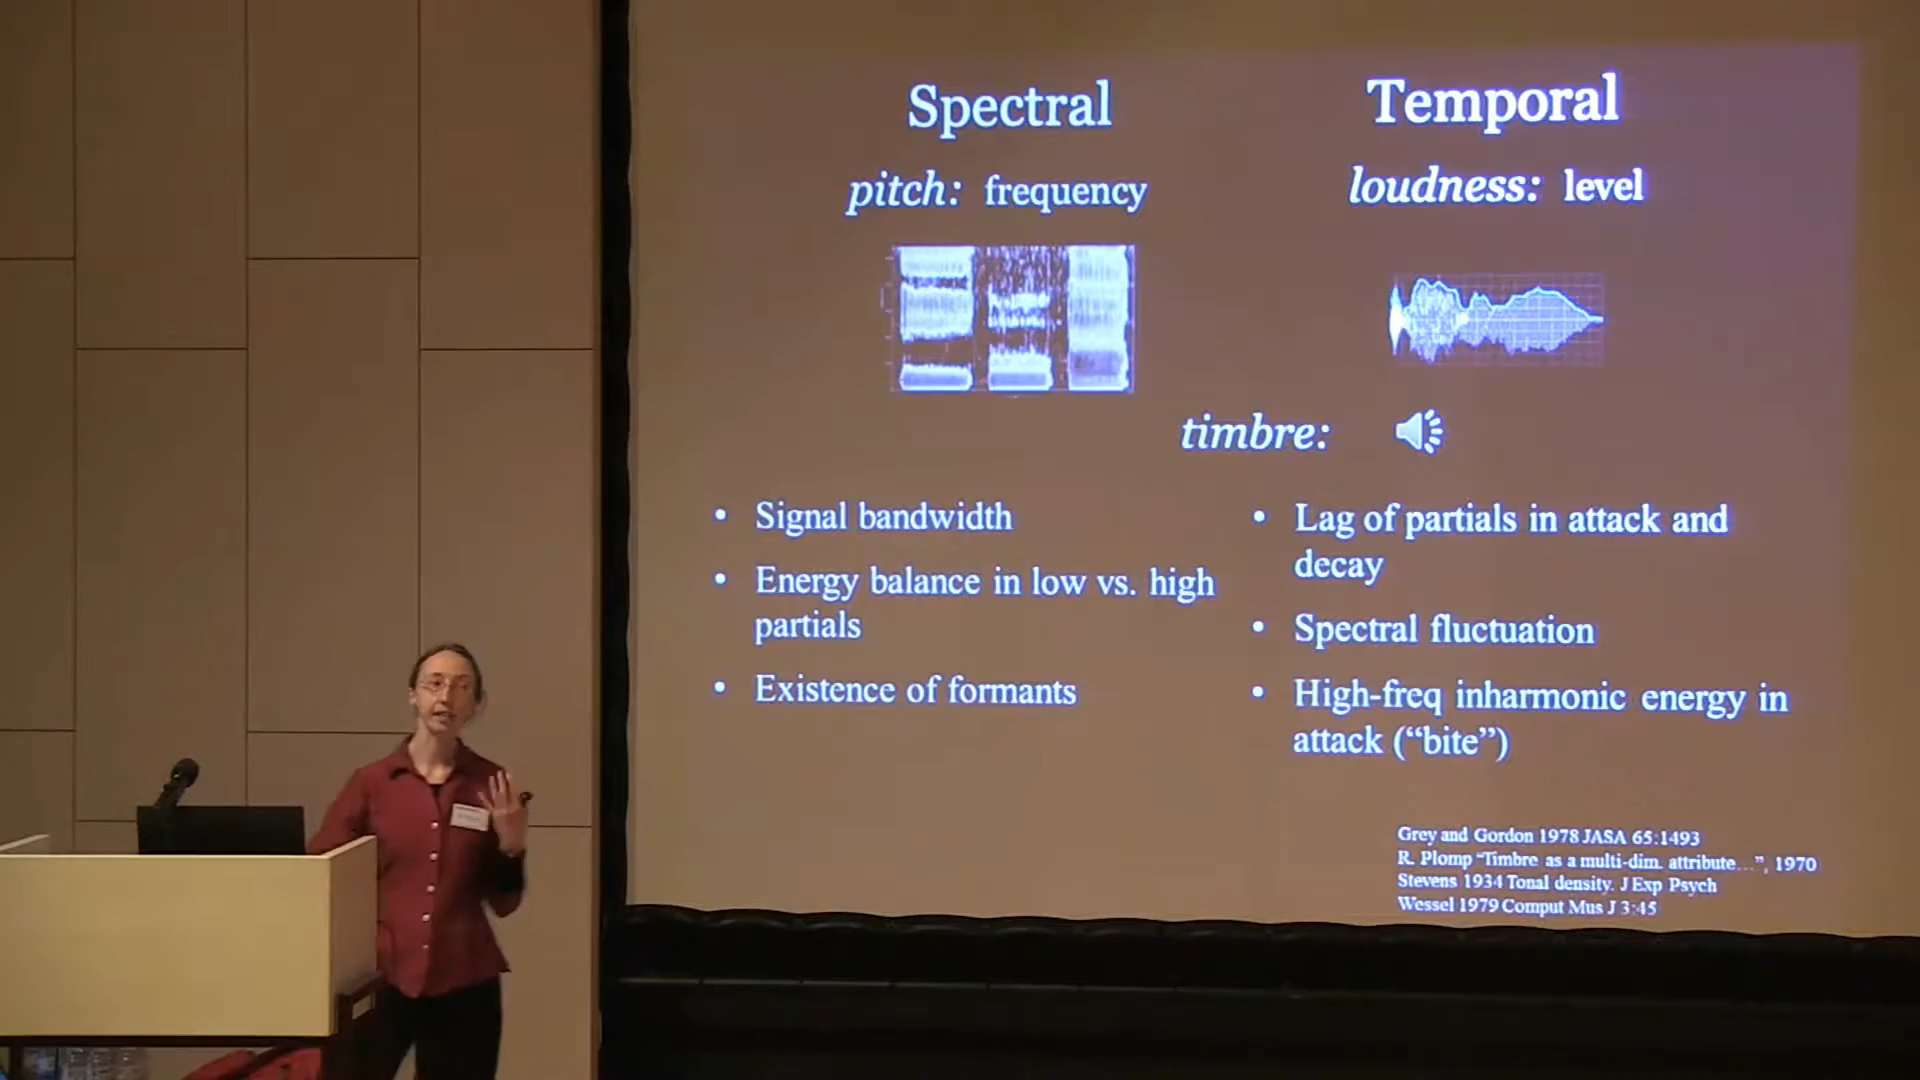 Spectral
Temporal
pitch: frequency
loudness: level
timbre:
• Signal bandwidth
• Energy balance in low vs. high
partials
• Existence of formants
• Lag of partials in attack and
decay
• Spectral fluctuation
• High-freq inharmonic energy in
attack (“bite”)
Grey and Gordon 1978 JASA 65:1493
R. Plomp “Timbre as a multi-dim. attribute…”, 1970
Stevens 1934 Tonal density. J Exp Psych
Wessel 1979 Comput Mus J 3:45